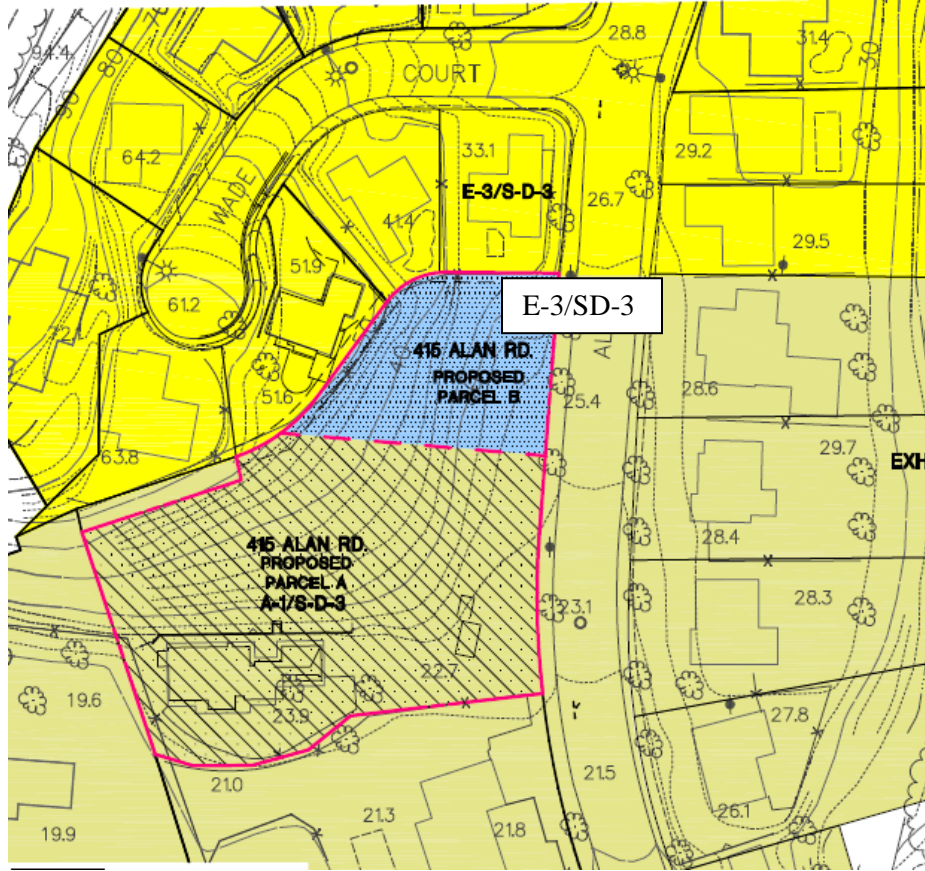 94.4
70
90
80
COURT
28.8
31.4
30
64.2
WADE
33.1
29.2
41.4
E-3/S-D-3
26.7
29.5
51.9
61.2
E-3/SD-3
AL
415 ALAN RD.
PROPOSED
PARCEL B
28.6
25.4
51.6
63.8
29.7
EXH
415 ALAN RD.
PROPOSED
PARCEL A
A-1/S-D-3
28.4
23.1
28.3
22.7
19.6
23.9
27.8
21.0
21.5
26.1
21.3
21.8
19.9